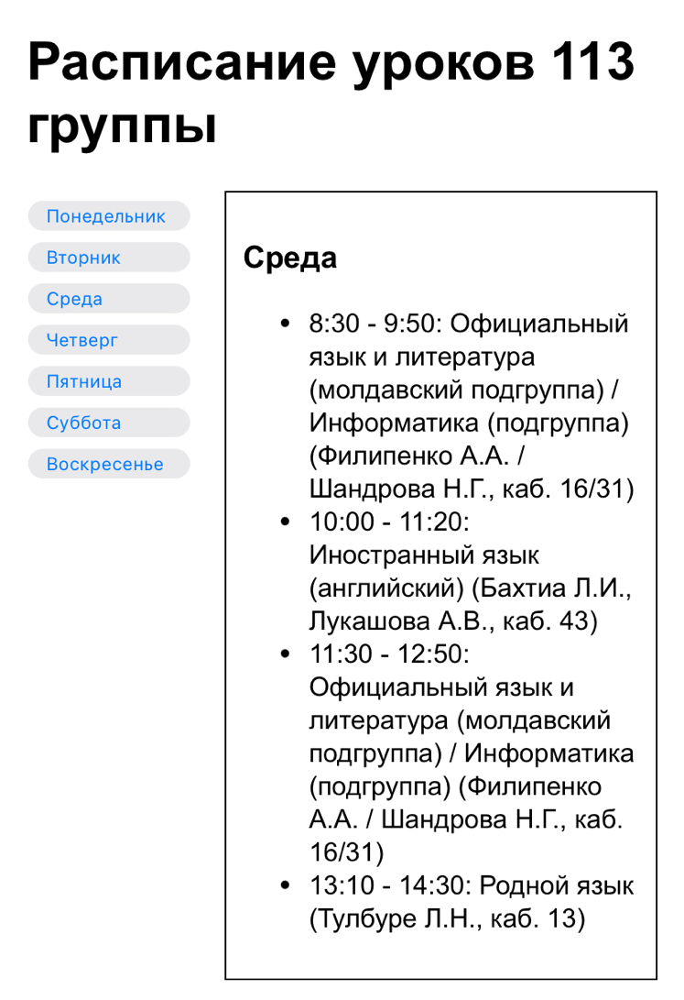 Расписание уроков 113
группы
Понедельник
Вторник
Среда
Четверг
Пятница
Суббота
Воскресенье
Среда
• 8:30 - 9:50: Официальный
язык и литература
(молдавский подгруппа) /
Информатика (подгруппа)
(Филипенко А.А. /
Шандрова Н.Г., каб. 16/31)
• 10:00 - 11:20:
Иностранный язык
(английский) (Бахтиа Л.И.,
Лукашова А.В., каб. 43)
• 11:30 - 12:50:
Официальный язык и
литература (молдавский
подгруппа) / Информатика
(подгруппа) (Филипенко
А.А. / Шандрова Н.Г., каб.
16/31)
• 13:10 - 14:30: Родной язык
(Тулбуре Л.Н., каб. 13)